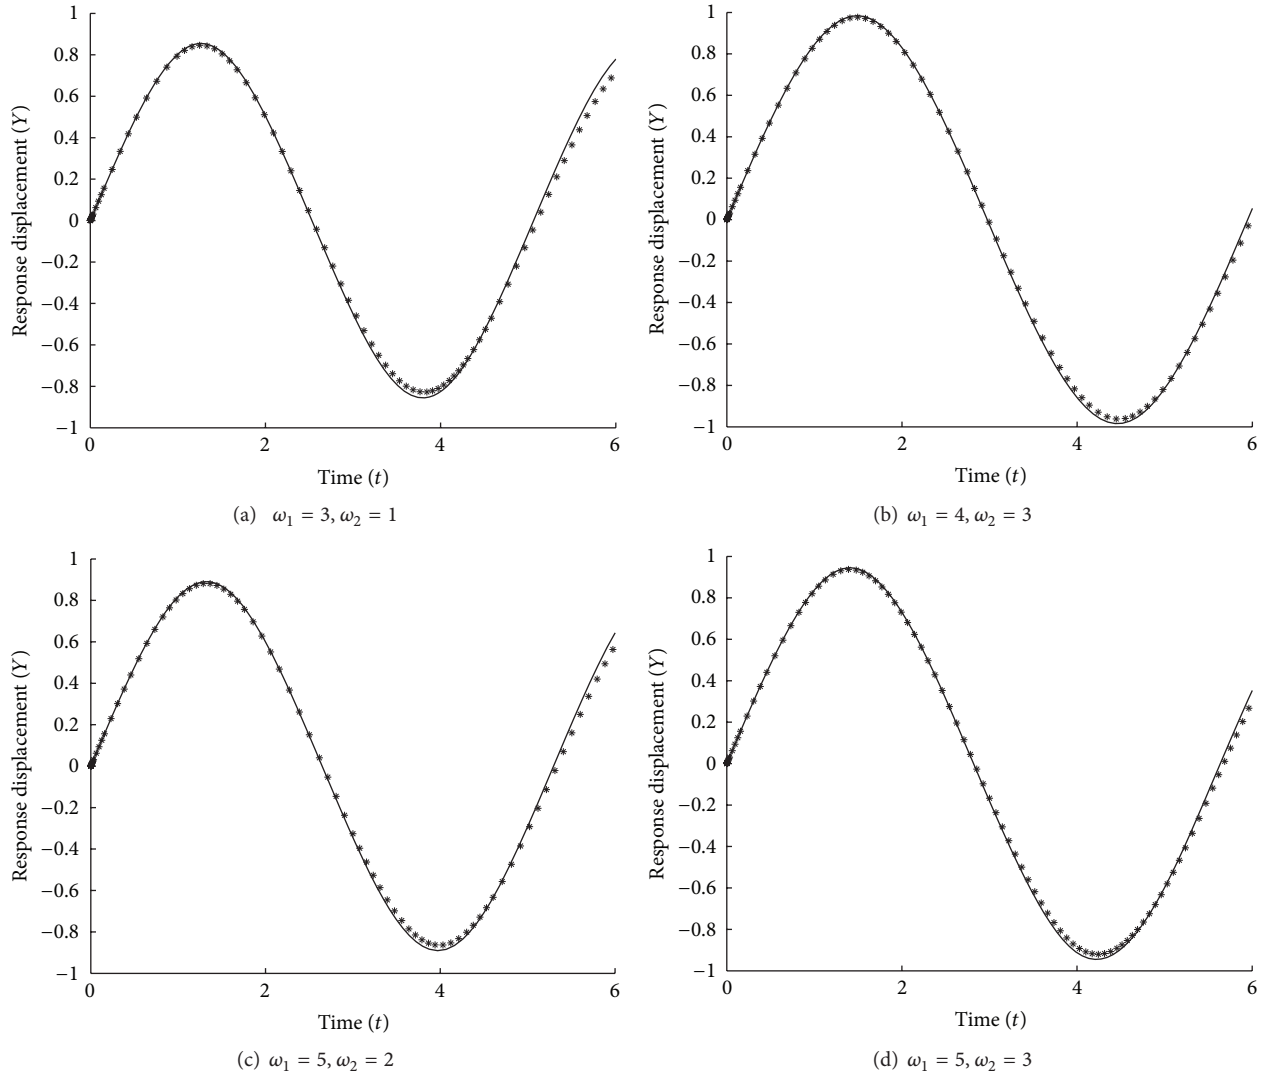 1
0.8
0.6
0.4
0.2
0
−0.2
−0.4
−0.6
−0.8
−1
Response displacement (Y)
0 2 4 6
Time (t)
(a) ω1 = 3, ω2 = 1
1
0.8
0.6
0.4
0.2
0
−0.2
−0.4
−0.6
−0.8
−1
Response displacement (Y)
0 2 4 6
Time (t)
(b) ω1 = 4, ω2 = 3
1
0.8
0.6
0.4
0.2
0
−0.2
−0.4
−0.6
−0.8
−1
Response displacement (Y)
0 2 4 6
Time (t)
(c) ω1 = 5, ω2 = 2
1
0.8
0.6
0.4
0.2
0
−0.2
−0.4
−0.6
−0.8
−1
Response displacement (Y)
0 2 4 6
Time (t)
(d) ω1 = 5, ω2 = 3